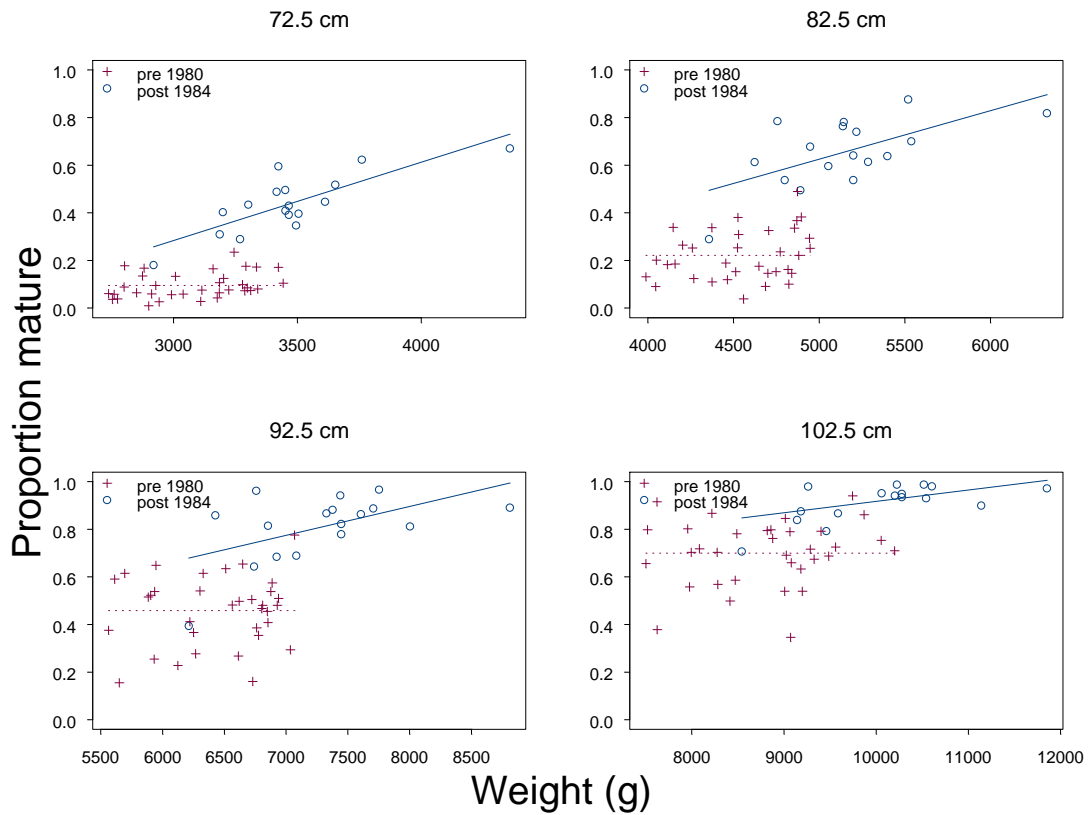 72.5 cm
+ pre 1980
○ post 1984
1.0
0.8
0.6
0.4
0.2
0.0
3000 3500 4000
82.5 cm
+ pre 1980
○ post 1984
1.0
0.8
0.6
0.4
0.2
0.0
4000 4500 5000 5500 6000
92.5 cm
+ pre 1980
○ post 1984
1.0
0.8
0.6
0.4
0.2
0.0
5500 6000 6500 7000 7500 8000 8500
102.5 cm
+ pre 1980
○ post 1984
1.0
0.8
0.6
0.4
0.2
0.0
8000 9000 10000 11000 12000
Proportion mature
Weight (g)